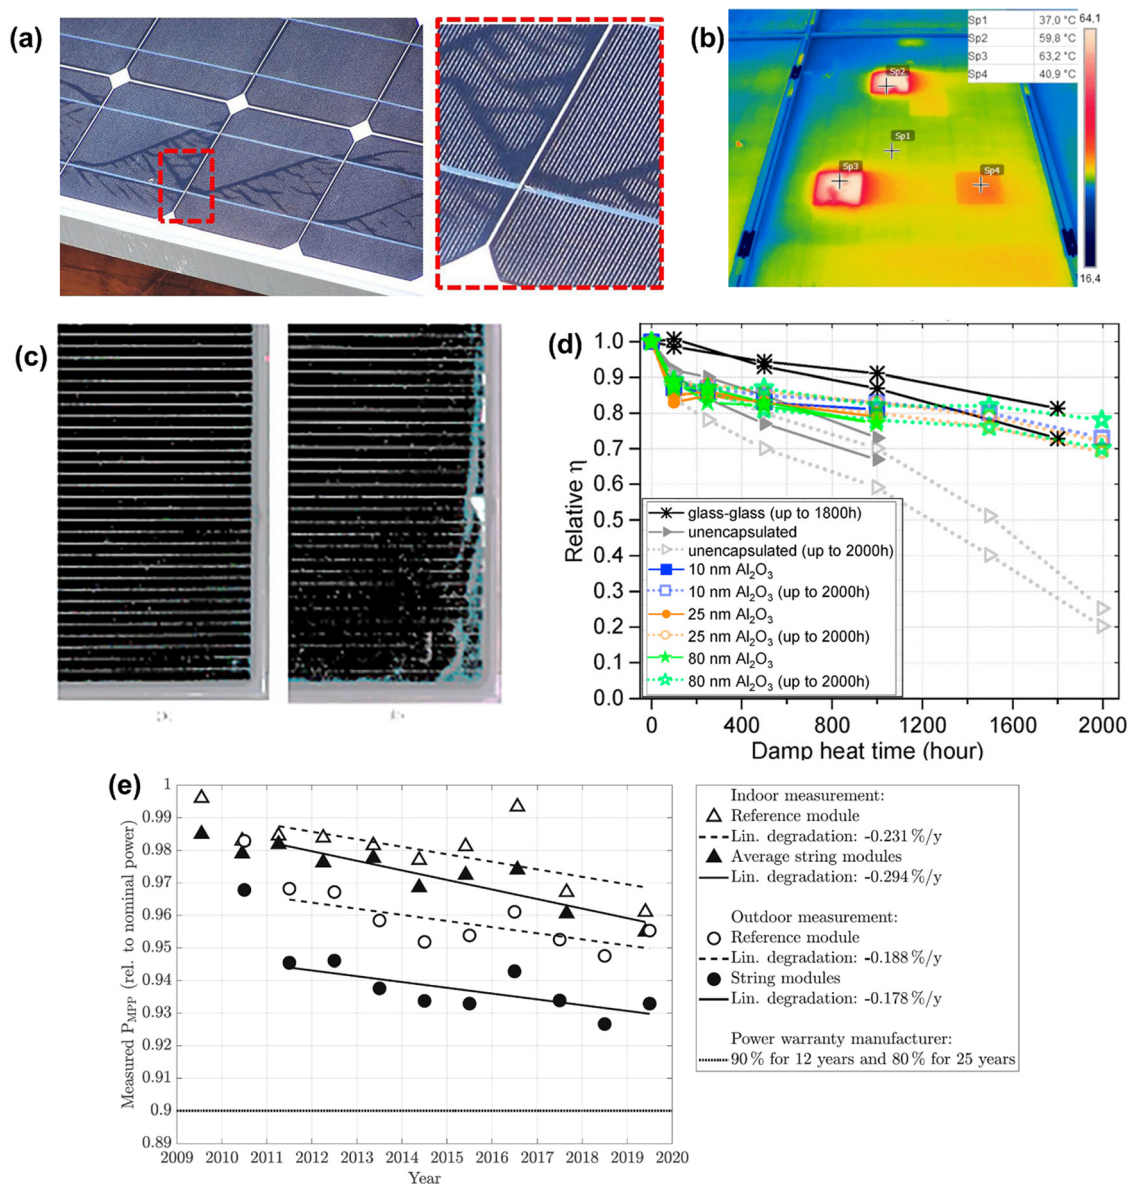 (a)
(b)
Sp1 37,0 °C
Sp2 59,8 °C
Sp3 63,2 °C
Sp4 40,9 °C
64,1
Sp2
Sp1
Sp3
Sp4
16,4
(c)
(d)
Relative η
1.0
0.9
0.8
0.7
0.6
0.5
0.4
0.3
0.2
0.1
0.0
glass-glass (up to 1800h)
unencapsulated
unencapsulated (up to 2000h)
10 nm Al₂O₃
10 nm Al₂O₃ (up to 2000h)
25 nm Al₂O₃
25 nm Al₂O₃ (up to 2000h)
80 nm Al₂O₃
80 nm Al₂O₃ (up to 2000h)
0 400 800 1200 1600 2000
Damp heat time (hour)
(e)
Measured P_MPP (rel. to nominal power)
1
0.99
0.98
0.97
0.96
0.95
0.94
0.93
0.92
0.91
0.9
0.89
2009 2010 2011 2012 2013 2014 2015 2016 2017 2018 2019 2020
Year
Indoor measurement:
Reference module
Lin. degradation: -0.231 %/y
Average string modules
Lin. degradation: -0.294 %/y
Outdoor measurement:
Reference module
Lin. degradation: -0.188 %/y
String modules
Lin. degradation: -0.178 %/y
Power warranty manufacturer:
90 % for 12 years and 80 % for 25 years